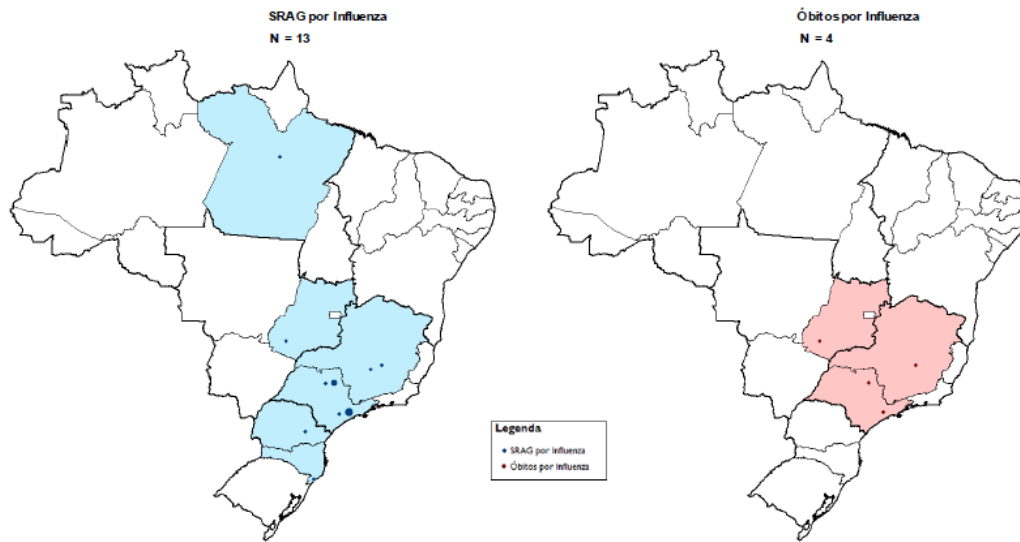 SRAG por Influenza
N = 13
Óbitos por Influenza
N = 4
Legenda
SRAG por Influenza
Óbitos por Influenza